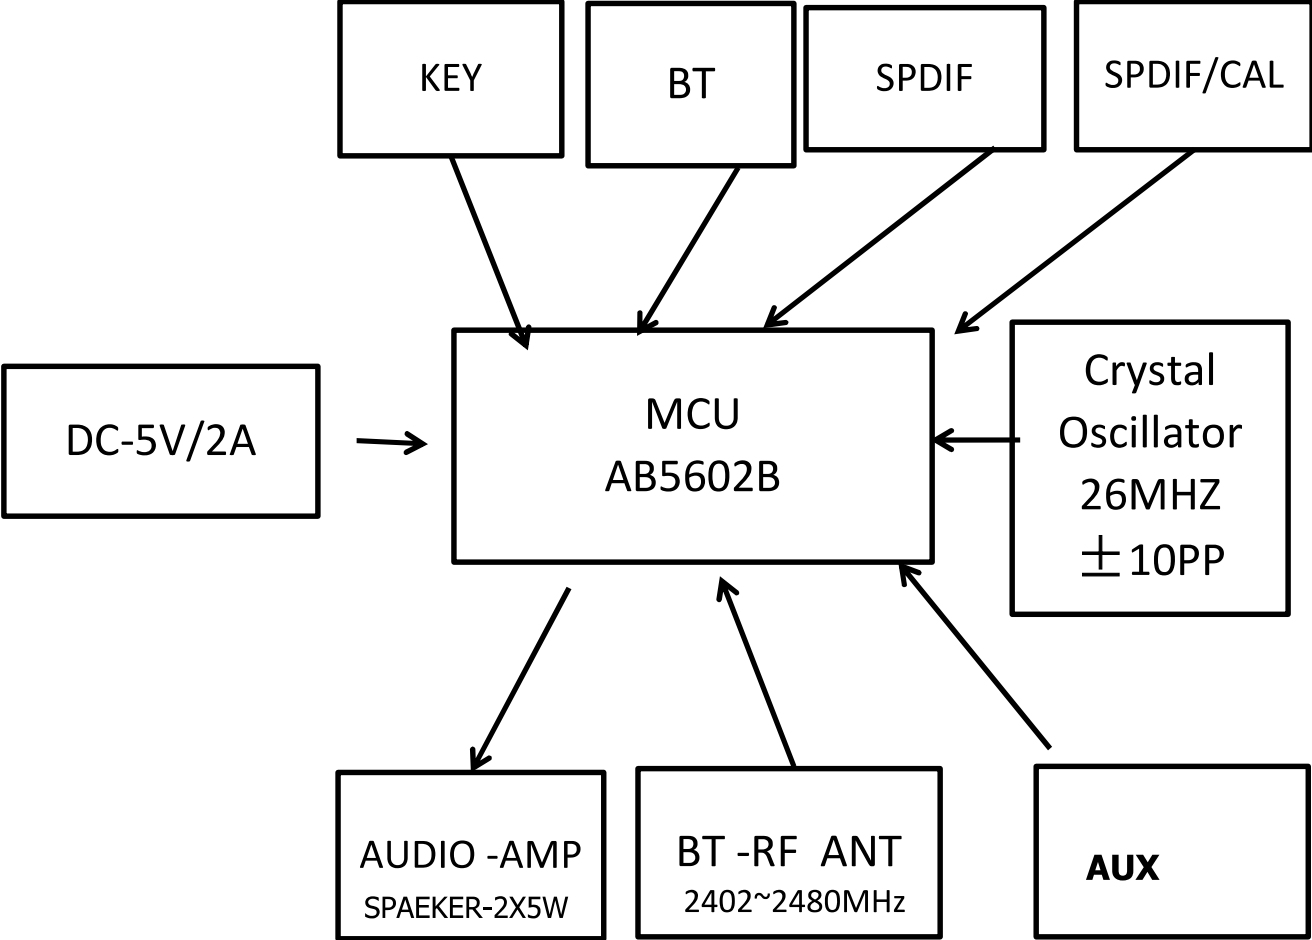 KEY
BT
SPDIF
SPDIF/CAL
DC-5V/2A
MCU
AB5602B
Crystal
Oscillator
26MHZ
±10PP
AUDIO -AMP
SPAEKER-2X5W
BT -RF ANT
2402~2480MHz
AUX